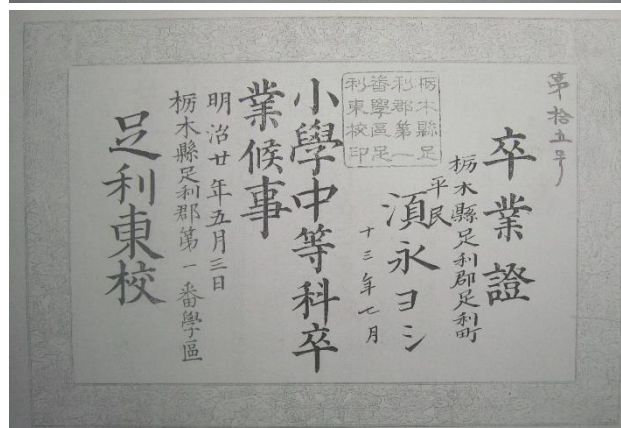 第拾五号
卒業證
栃木縣足利郡足利町
平民
湏永ヨシ
十三年七月
栃木縣足
利郡第一
番學區足
利東校印
小學中等科卒
業候事
明治廿年五月三日
栃木縣足利郡第一番學區
足利東校